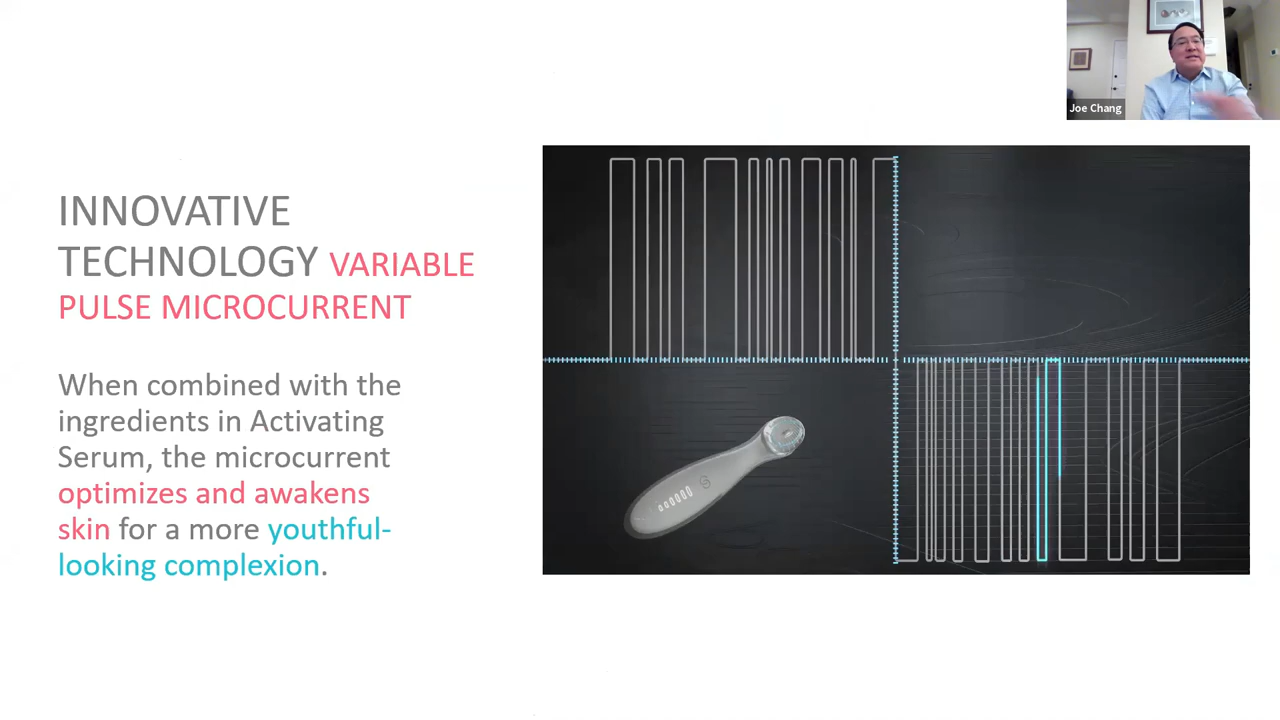 Joe Chang
INNOVATIVE
TECHNOLOGY VARIABLE
PULSE MICROCURRENT
When combined with the
ingredients in Activating
Serum, the microcurrent
optimizes and awakens
skin for a more youthful-
looking complexion.